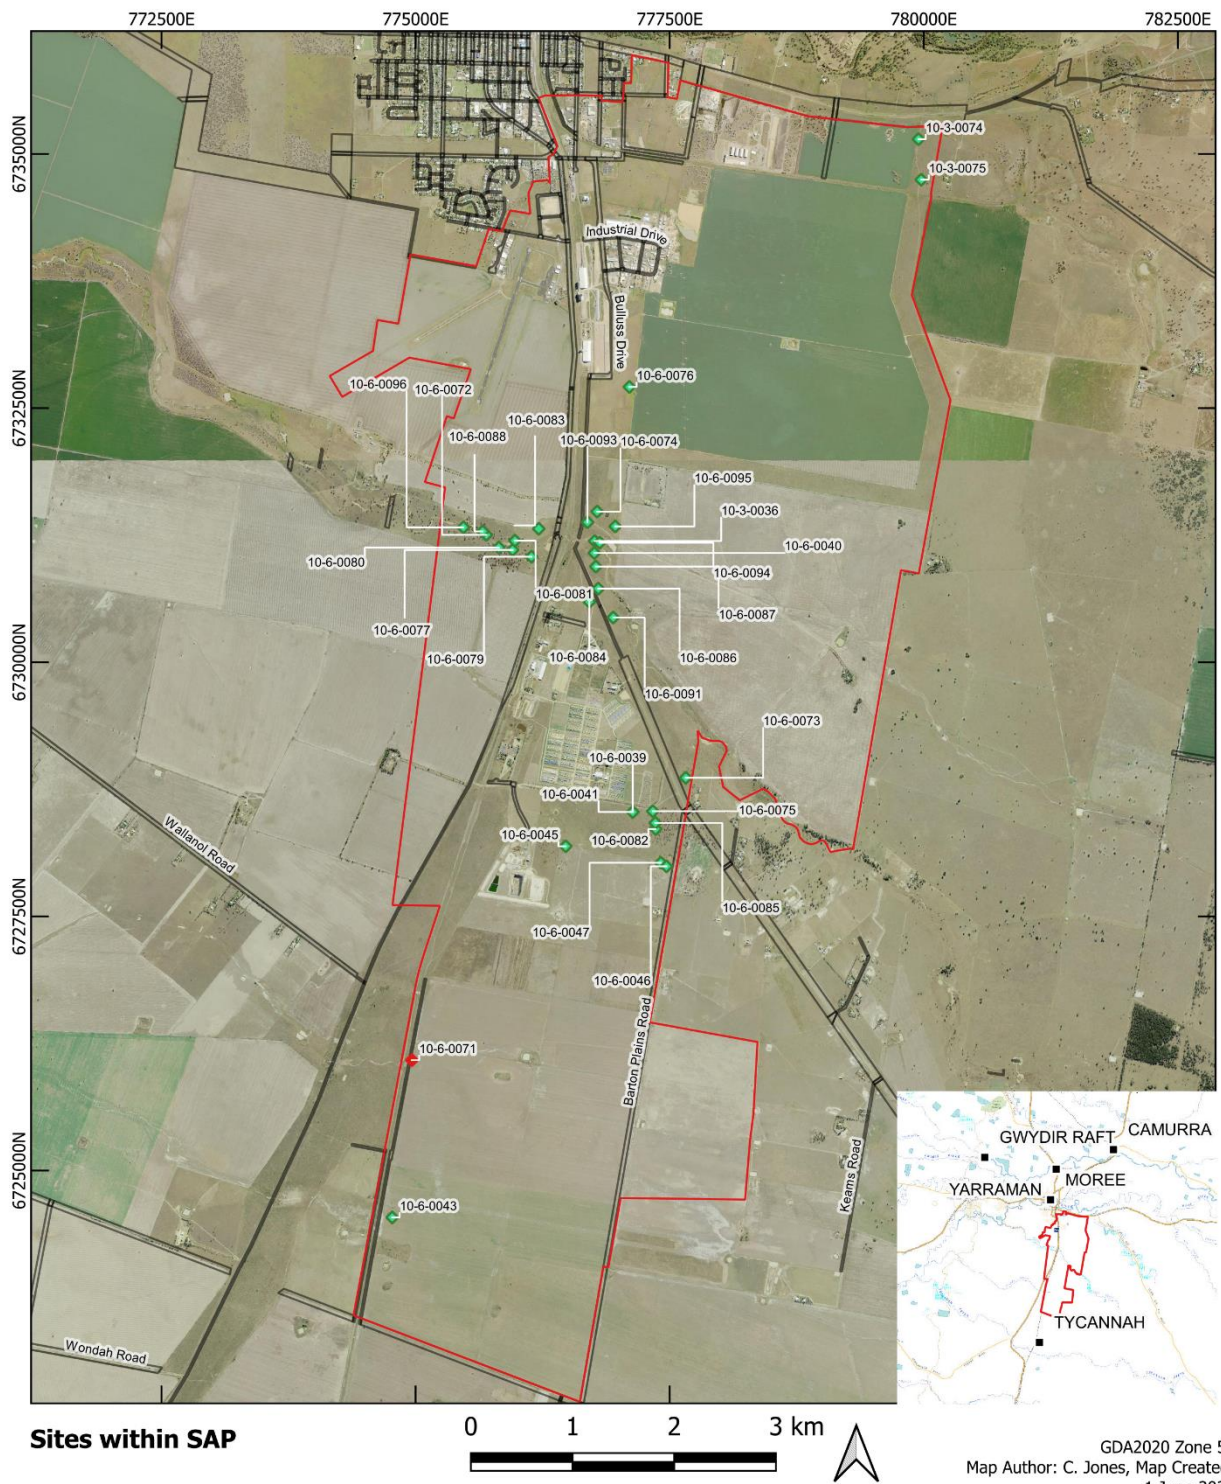 772500E 775000E 777500E 780000E 782500E
6735000N
10-3-0074
10-3-0075
Industrial Drive
Bulluss Drive
6732500N
10-6-0076
10-6-0096
10-6-0072
10-6-0083
10-6-0088
10-6-0093
10-6-0074
10-6-0095
10-3-0036
10-6-0040
10-6-0080
10-6-0094
10-6-0081
10-6-0087
10-6-0077
10-6-0079
10-6-0084
10-6-0086
6730000N
10-6-0091
10-6-0073
10-6-0039
10-6-0041
10-6-0075
10-6-0045
10-6-0082
Wallanol Road
10-6-0085
6727500N
10-6-0047
10-6-0046
Barton Plains Road
10-6-0071
6725000N
Keams Road
10-6-0043
Wondah Road
CAMURRA
GWYDIR RAFT
MOREE
YARRAMAN
TYCANNAH
Sites within SAP
0 1 2 3 km
GDA2020 Zone 5
Map Author: C. Jones, Map Create